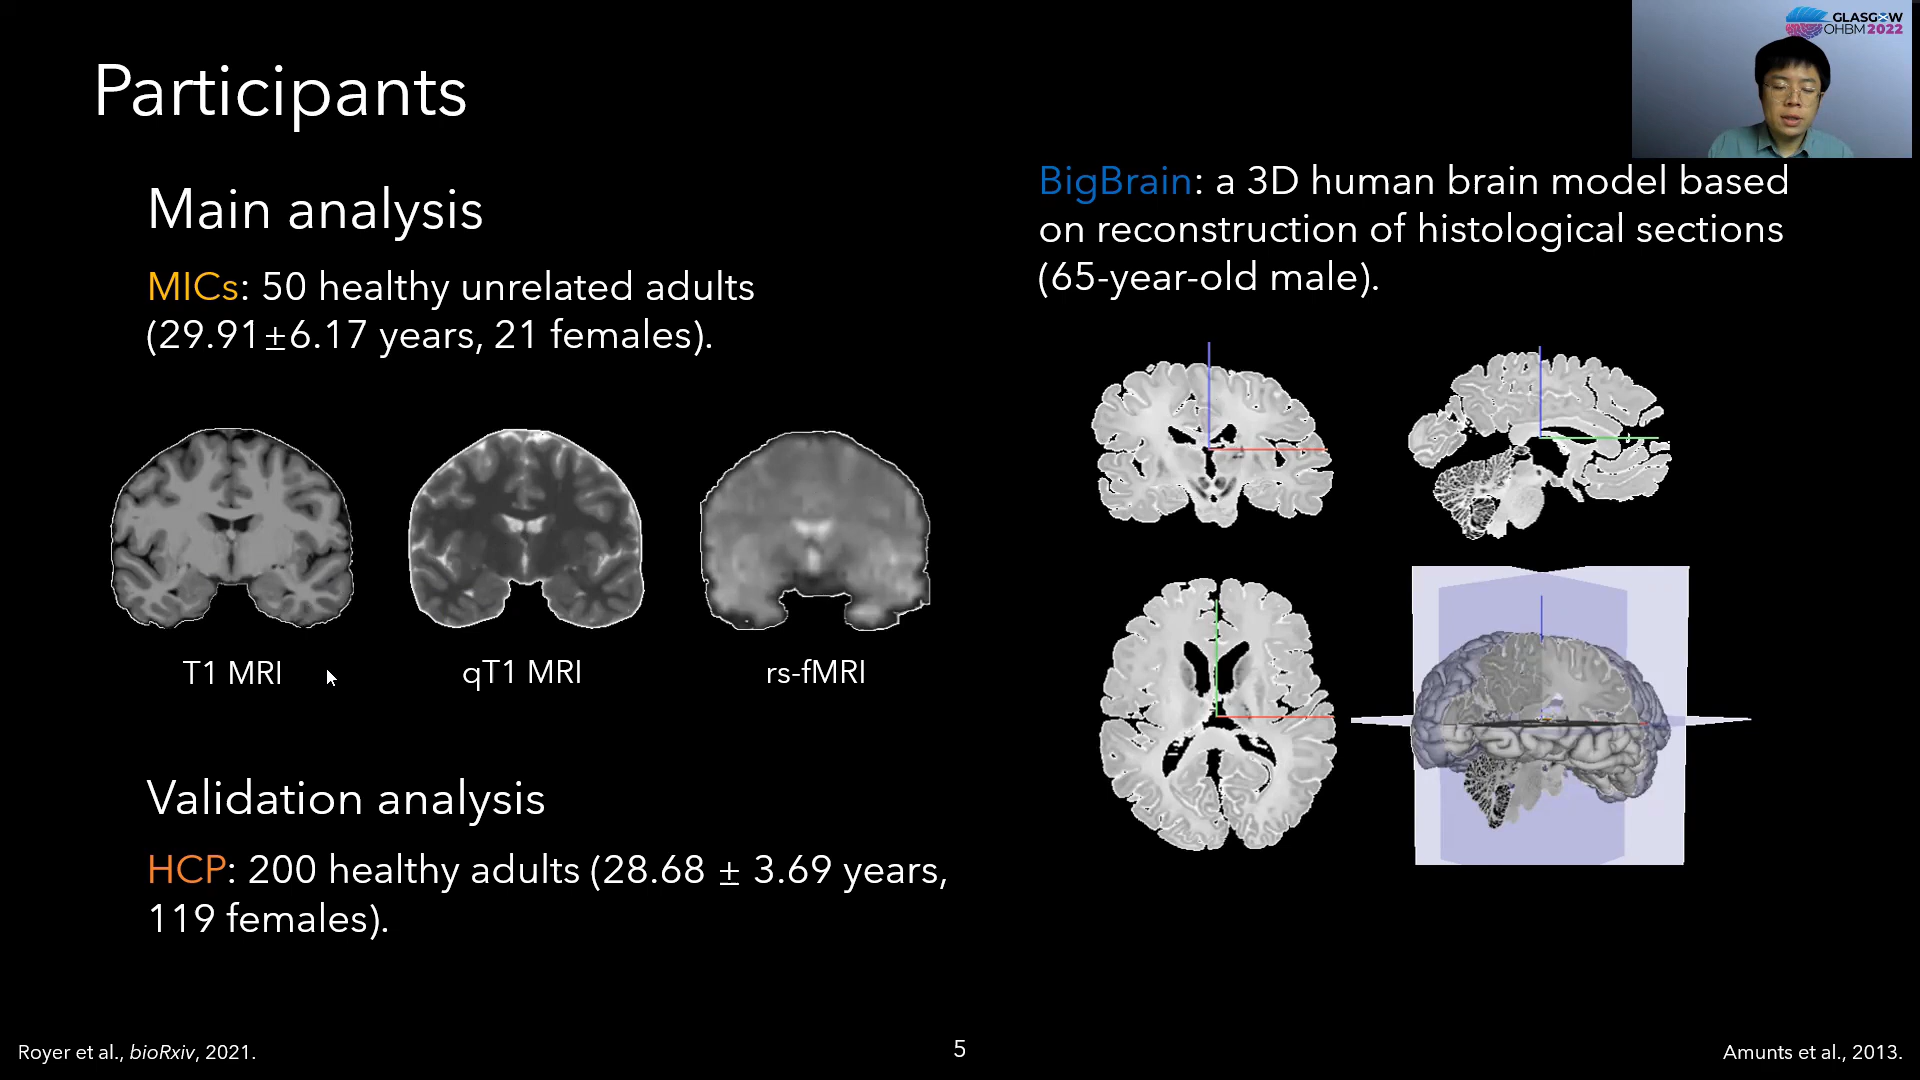 GLASGOW
OHBM 2022
Participants
Main analysis
MICs: 50 healthy unrelated adults
(29.91±6.17 years, 21 females).
T1 MRI
qT1 MRI
rs-fMRI
Validation analysis
HCP: 200 healthy adults (28.68 ± 3.69 years,
119 females).
BigBrain: a 3D human brain model based
on reconstruction of histological sections
(65-year-old male).
Royer et al., bioRxiv, 2021.
5
Amunts et al., 2013.